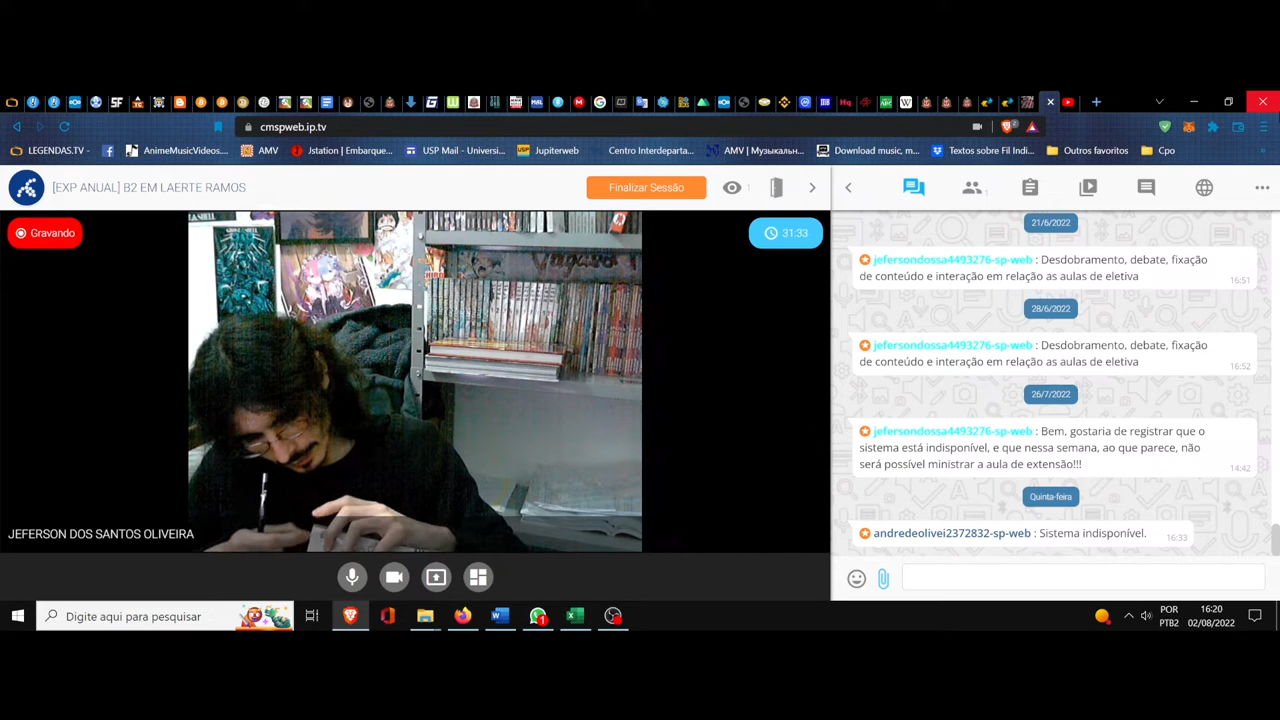 cmspweb.ip.tv
LEGENDAS.TV -
AnimeMusicVideos...
AMV
Jstation | Embarque...
USP Mail - Universi...
Jupiterweb
Centro Interdeparta...
AMV | Музыкальн...
Download music, m...
Textos sobre Fil Indi...
Outros favoritos
Cpo
[EXP ANUAL] B2 EM LAERTE RAMOS
Finalizar Sessão
1
1
Gravando
31:33
JEFERSON DOS SANTOS OLIVEIRA
21/6/2022
jefersondossa4493276-sp-web : Desdobramento, debate, fixação
de conteúdo e interação em relação as aulas de eletiva
16:51
28/6/2022
jefersondossa4493276-sp-web : Desdobramento, debate, fixação
de conteúdo e interação em relação as aulas de eletiva
16:52
26/7/2022
jefersondossa4493276-sp-web : Bem, gostaria de registrar que o
sistema está indisponível, e que nessa semana, ao que parece, não
será possível ministrar a aula de extensão!!!
14:42
Quinta-feira
andredeolivei2372832-sp-web : Sistema indisponível.
16:33
Digite aqui para pesquisar
POR
PTB2
16:20
02/08/2022